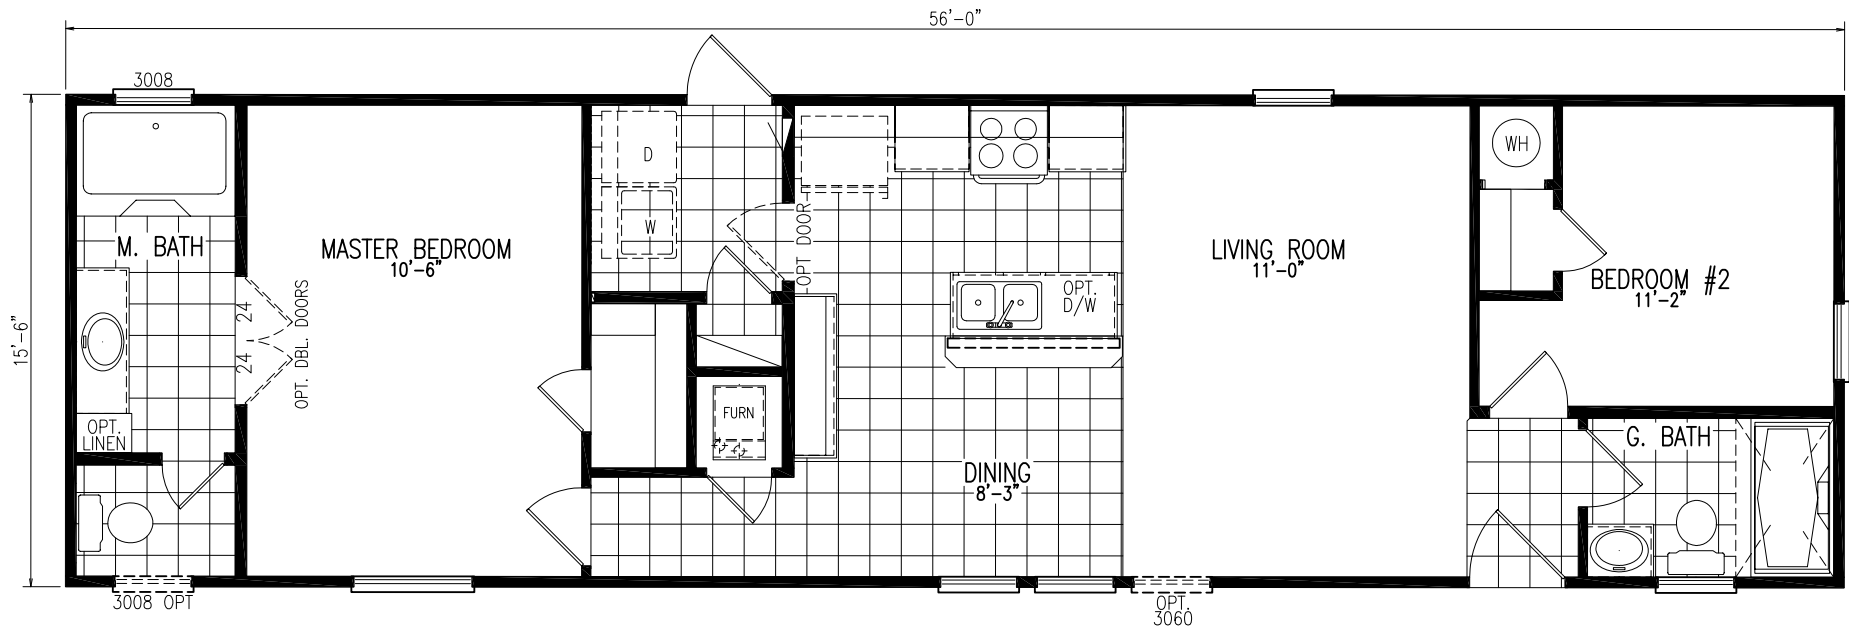 56'-0"
3008
15'-6"
M. BATH
MASTER BEDROOM
10'-6"
24
24
OPT. DBL. DOORS
OPT.
LINEN
3008 OPT
D
W
OPT DOOR
FURN
OPT.
D/W
DINING
8'-3"
LIVING ROOM
11'-0"
OPT.
3060
WH
BEDROOM #2
11'-2"
G. BATH